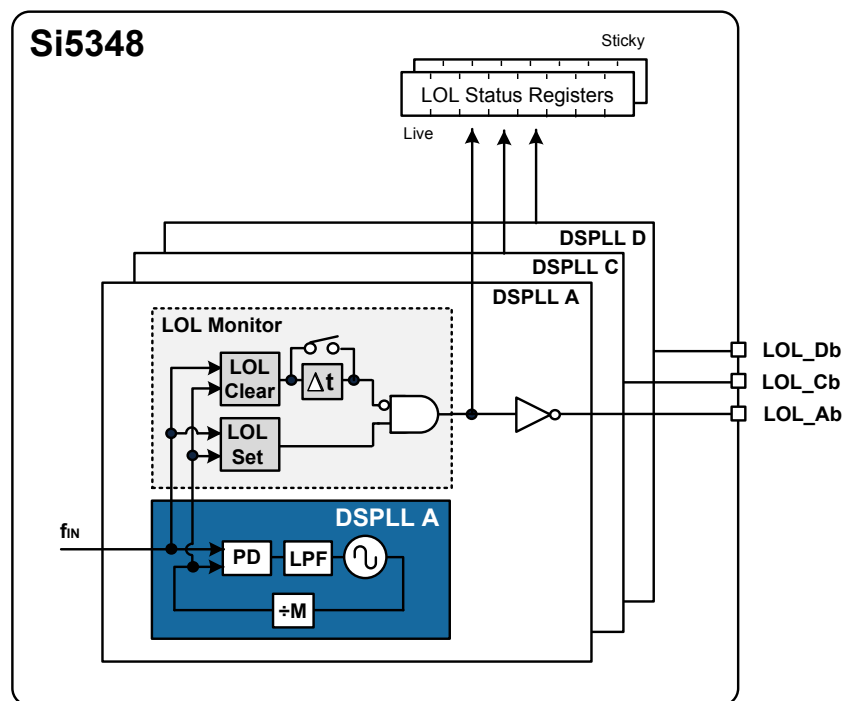 Si5348
Sticky
LOL Status Registers
Live
DSPLL D
DSPLL C
DSPLL A
LOL Monitor
LOL
Clear
Δt
LOL
Set
LOL_Db
LOL_Cb
LOL_Ab
DSPLL A
fIN
PD
LPF
÷M